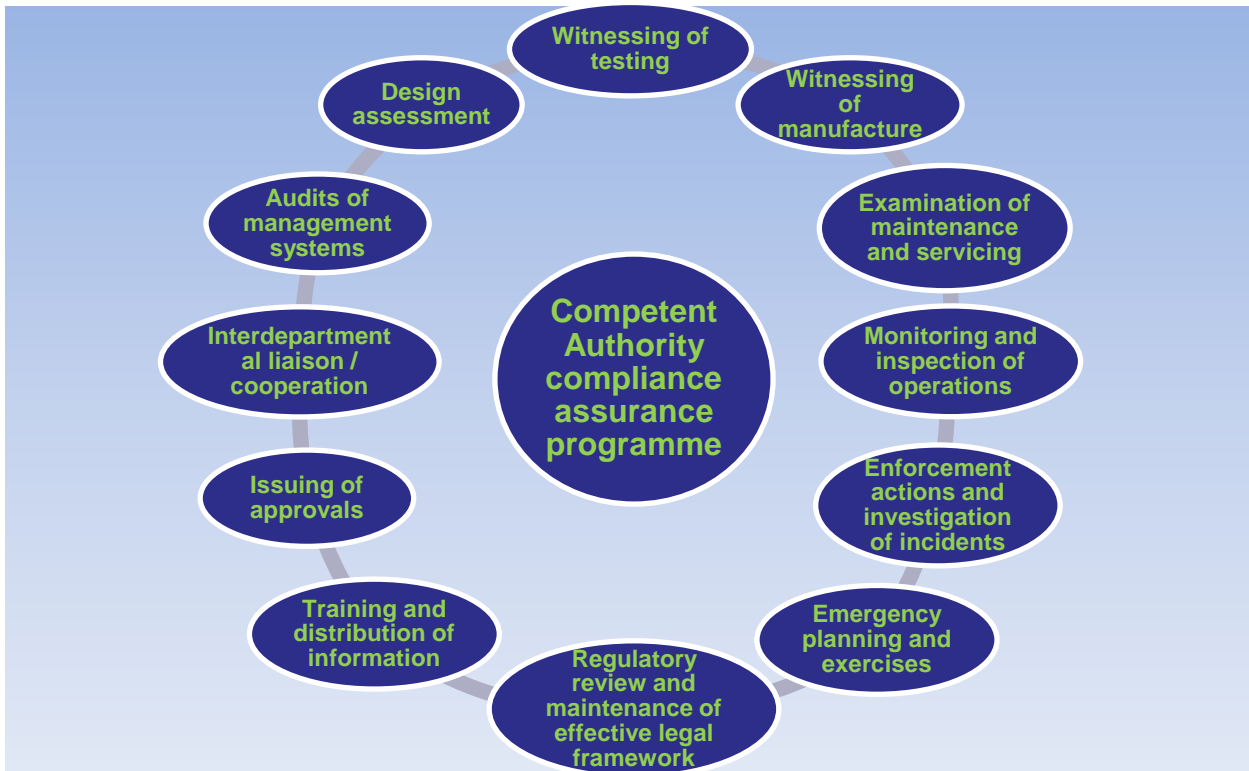 Witnessing of
testing
Witnessing
of
manufacture
Examination of
maintenance
and servicing
Monitoring and
inspection of
operations
Enforcement
actions and
investigation
of incidents
Emergency
planning and
exercises
Regulatory
review and
maintenance of
effective legal
framework
Training and
distribution of
information
Issuing of
approvals
Interdepartment
al liaison /
cooperation
Audits of
management
systems
Design
assessment
Competent
Authority
compliance
assurance
programme